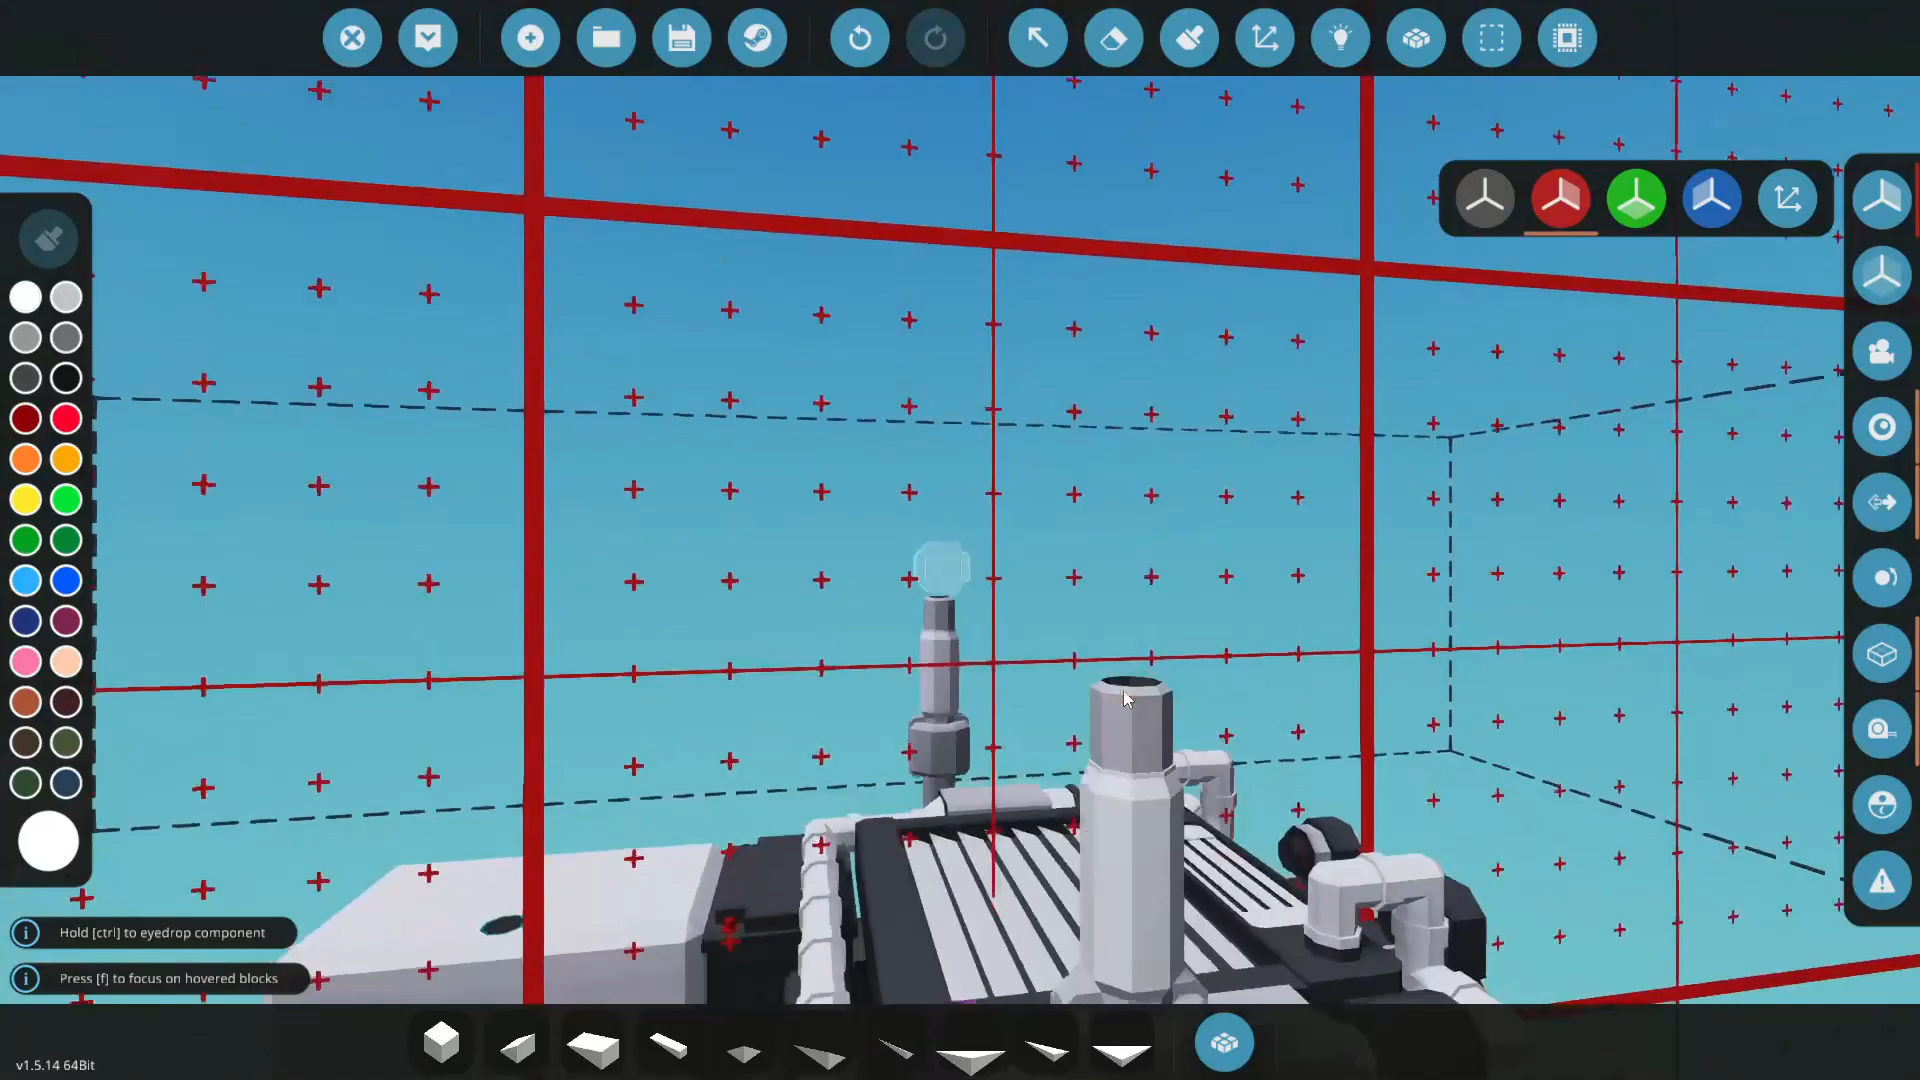 Hold [ctrl] to eyedrop component
Press [f] to focus on hovered blocks
v1.5.14 64Bit